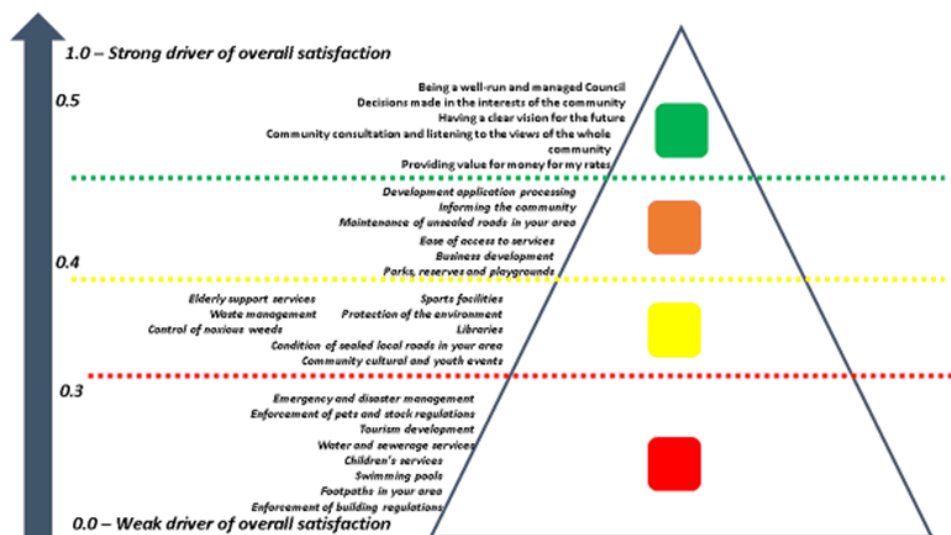 1.0 – Strong driver of overall satisfaction
0.5
Being a well-run and managed Council
Decisions made in the interests of the community
Having a clear vision for the future
Community consultation and listening to the views of the whole
community
Providing value for money for my rates
Development application processing
Informing the community
Maintenance of unsealed roads in your area
Ease of access to services
Business development
0.4
Parks, reserves and playgrounds
Elderly support services Sports facilities
Waste management Protection of the environment
Control of noxious weeds Libraries
Condition of sealed local roads in your area
Community cultural and youth events
0.3
Emergency and disaster management
Enforcement of pets and stock regulations
Tourism development
Water and sewerage services
Children's services
Swimming pools
Footpaths in your area
Enforcement of building regulations
0.0 – Weak driver of overall satisfaction